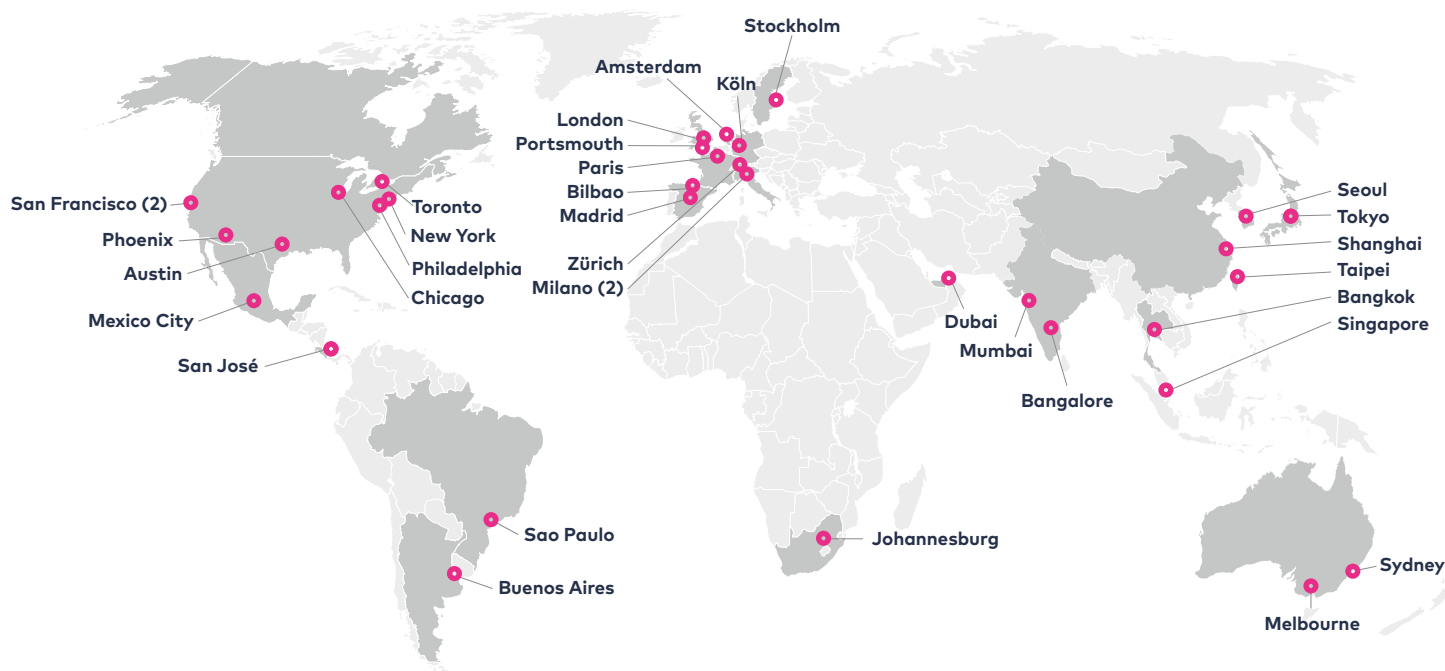 Stockholm
Amsterdam
Köln
London
Portsmouth
Paris
Bilbao
Madrid
Zürich
Milano (2)
San Francisco (2)
Phoenix
Austin
Mexico City
San José
Toronto
New York
Philadelphia
Chicago
Sao Paulo
Buenos Aires
Johannesburg
Dubai
Mumbai
Bangalore
Seoul
Tokyo
Shanghai
Taipei
Bangkok
Singapore
Sydney
Melbourne